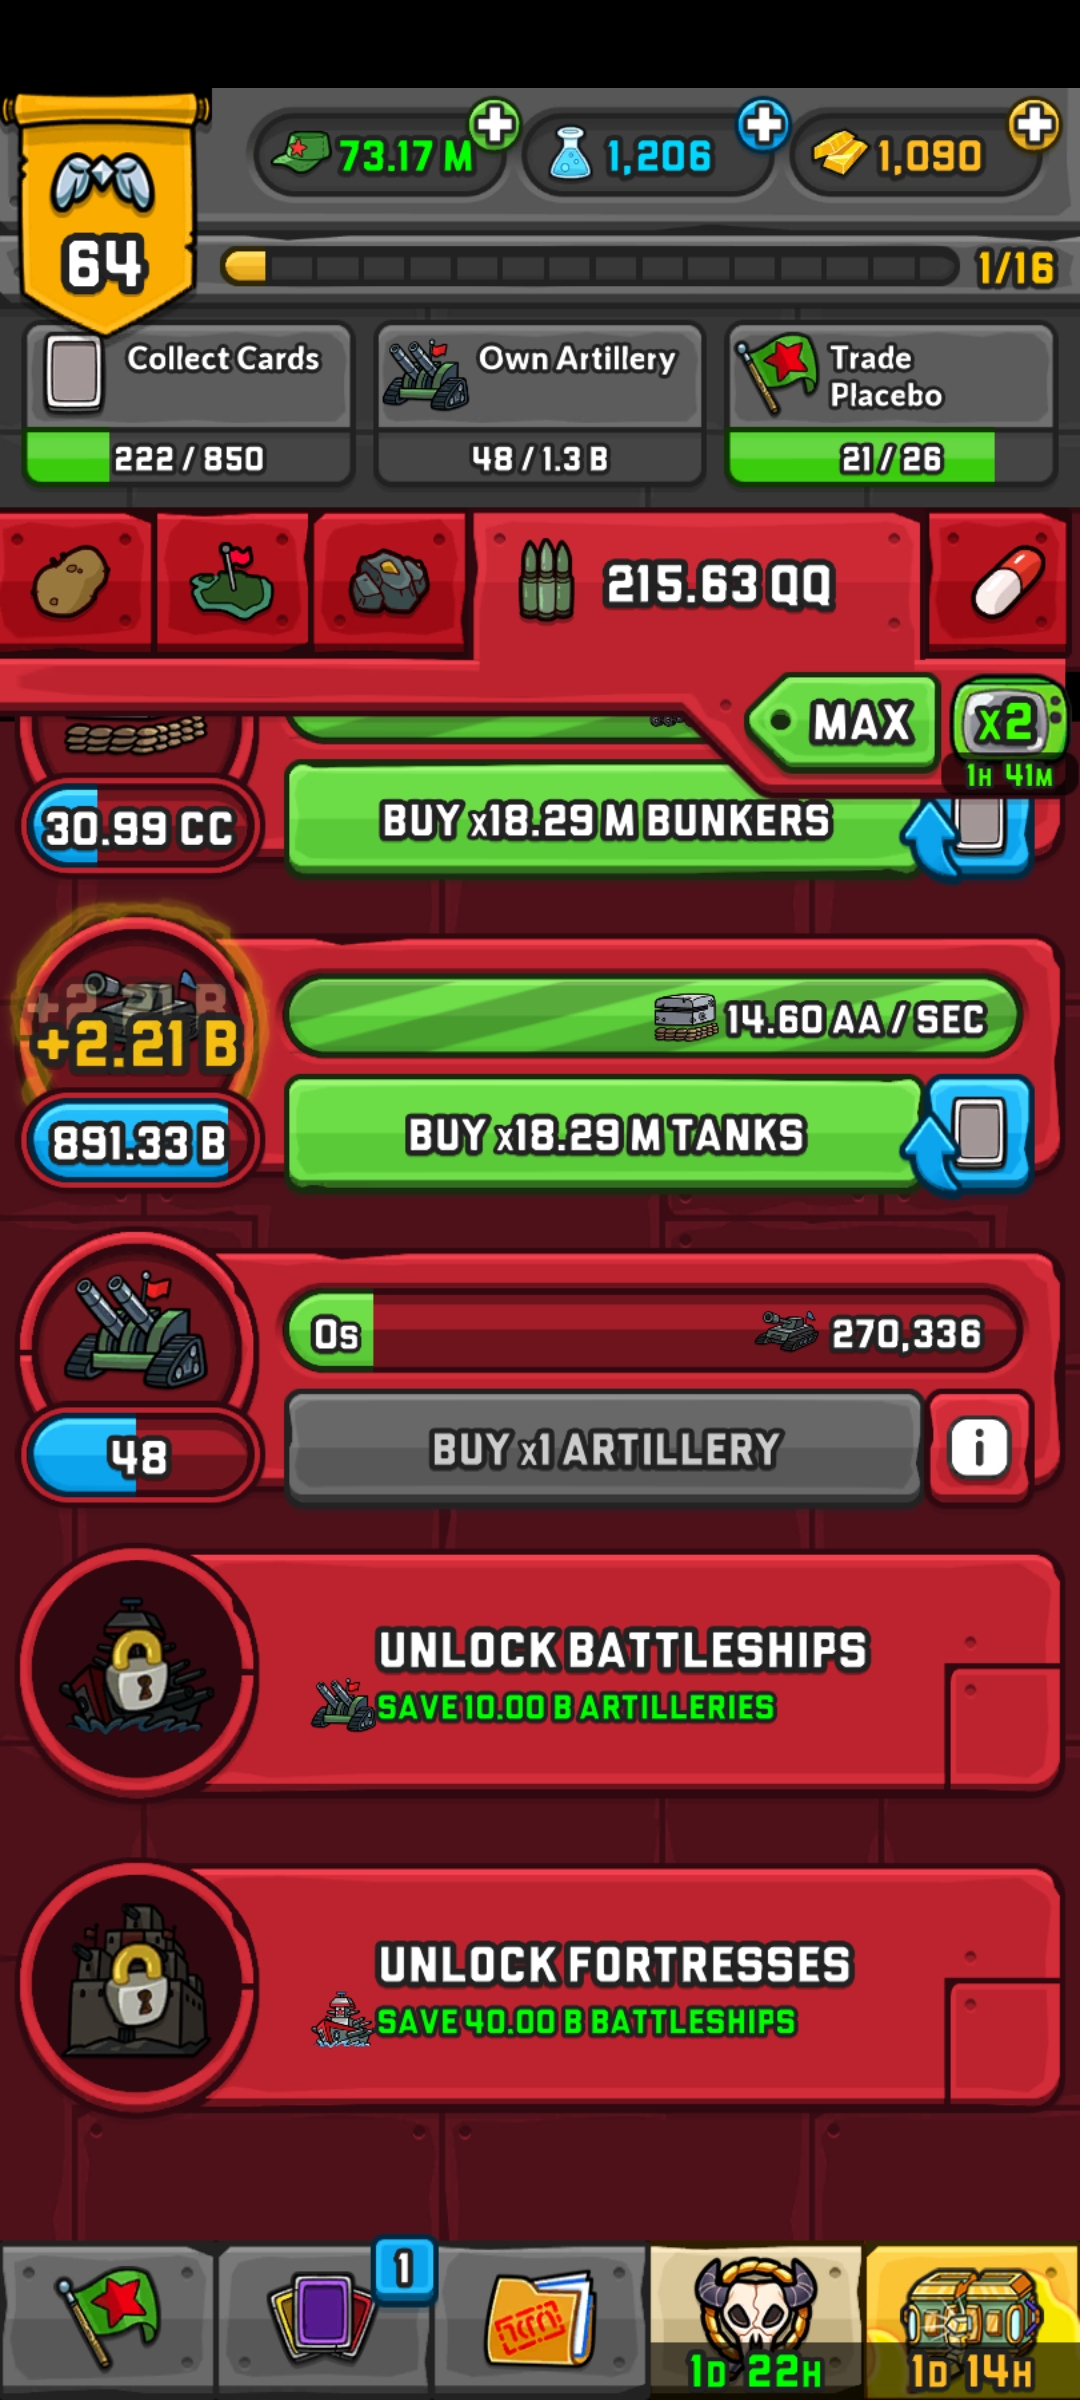 73.17 M
1,206
1,090
64
1/16
Collect Cards
222 / 850
Own Artillery
48 / 1.3 B
Trade
Placebo
21 / 26
215.63 QQ
MAX
x2
1H 41M
30.99 CC
BUY x18.29 M BUNKERS
+2.21 B
+2.21 B
14.60 AA / SEC
891.33 B
BUY x18.29 M TANKS
0s
270,336
48
BUY x1 ARTILLERY
i
UNLOCK BATTLESHIPS
SAVE 10.00 B ARTILLERIES
UNLOCK FORTRESSES
SAVE 40.00 B BATTLESHIPS
1
1D 22H
1D 14H